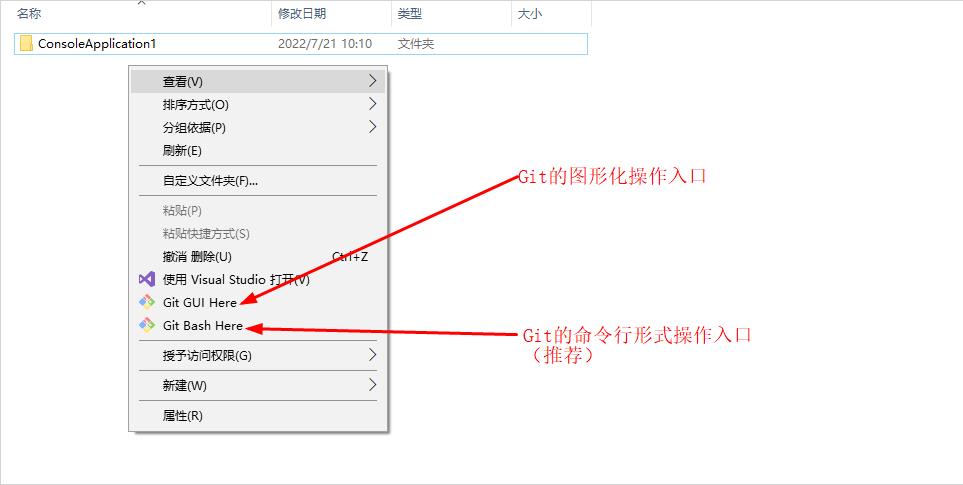 名称 修改日期 类型 大小
ConsoleApplication1 2022/7/21 10:10 文件夹
查看(V)
排序方式(O)
分组依据(P)
刷新(E)
自定义文件夹(F)...
粘贴(P)
粘贴快捷方式(S)
撤消 删除(U) Ctrl+Z
使用 Visual Studio 打开(V)
Git GUI Here
Git Bash Here
授予访问权限(G)
新建(W)
属性(R)
Git的图形化操作入口
Git的命令行形式操作入口
（推荐）